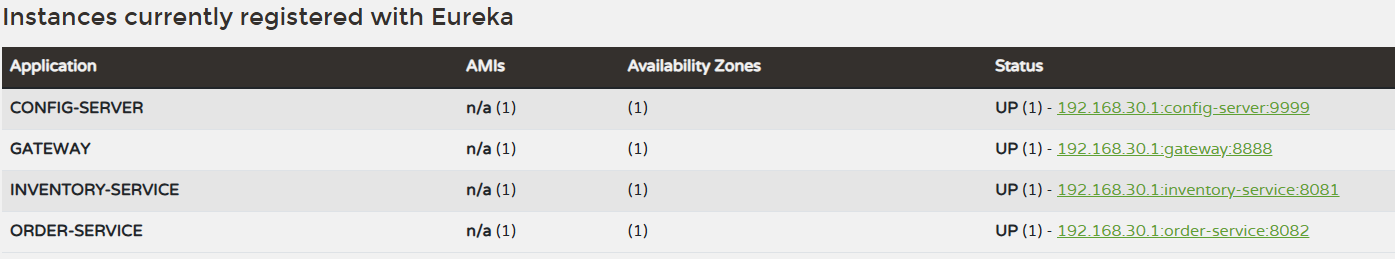 Instances currently registered with Eureka
Application AMIs Availability Zones Status
CONFIG-SERVER n/a (1) (1) UP (1) - 192.168.30.1:config-server:9999
GATEWAY n/a (1) (1) UP (1) - 192.168.30.1:gateway:8888
INVENTORY-SERVICE n/a (1) (1) UP (1) - 192.168.30.1:inventory-service:8081
ORDER-SERVICE n/a (1) (1) UP (1) - 192.168.30.1:order-service:8082